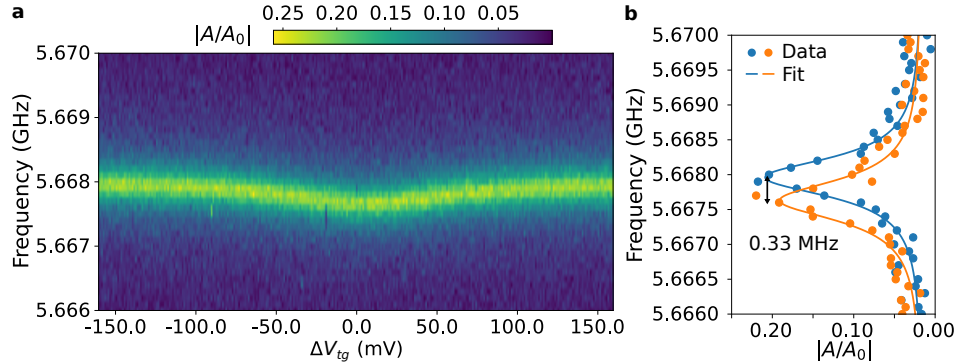 a
|A/A₀|
0.25 0.20 0.15 0.10 0.05
5.670
5.669
5.668
5.667
5.666
Frequency (GHz)
-150.0 -100.0 -50.0 0.0 50.0 100.0 150.0
ΔV_tg (mV)
b
Data
Fit
5.6700
5.6695
5.6690
5.6685
5.6680
5.6675
5.6670
5.6665
5.6660
Frequency (GHz)
0.33 MHz
0.20 0.10 0.00
|A/A₀|